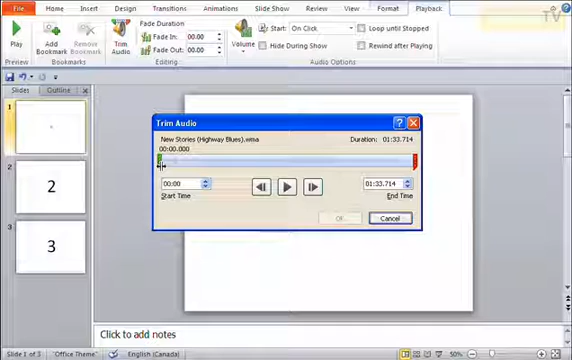 File Home Insert Design Transitions Animations Slide Show Review View Format Playback
Play
Add Bookmark
Remove Bookmark
Trim Audio
Fade Duration
Fade In: 00.00
Fade Out: 00.00
Volume
Start: On Click
Hide During Show
Loop until Stopped
Rewind after Playing
Preview Bookmarks Editing Audio Options
TV
Slides Outline
1
2
3
Trim Audio
New Stories (Highway Blues).wma Duration: 01:33.714
00:00.000
00:00 01:33.714
Start Time End Time
OK Cancel
Click to add notes
Slide 1 of 3 "Office Theme" English (Canada) 50%